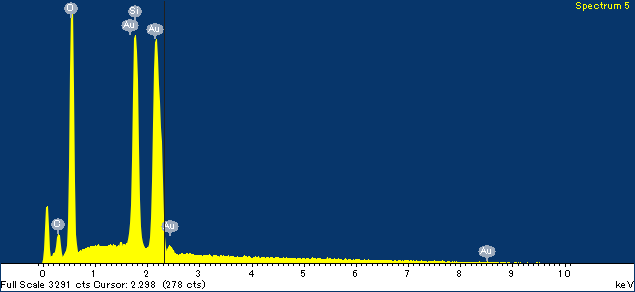 Spectrum 5
O
Si
Au
Au
C
Au
Au
0 1 2 3 4 5 6 7 8 9 10
Full Scale 3291 cts Cursor: 2.298 (278 cts)
keV